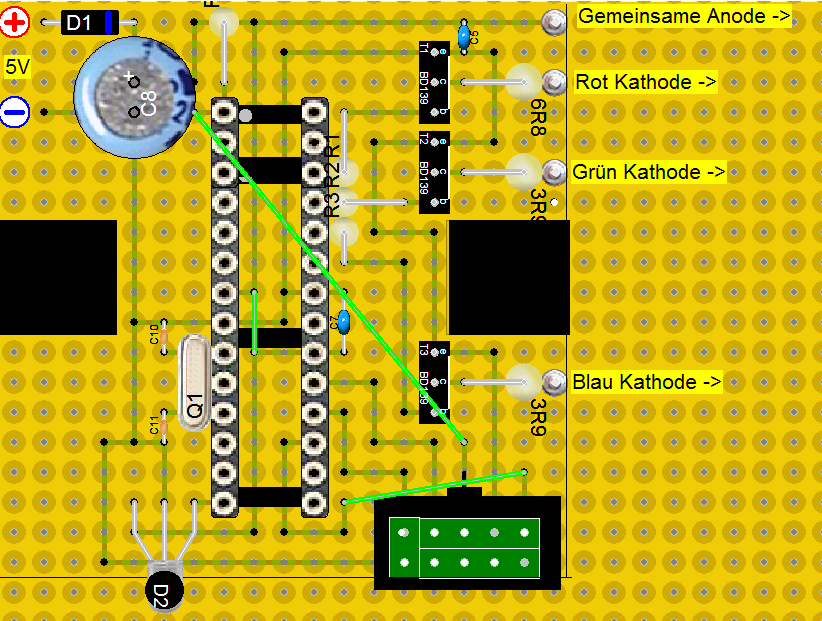 Gemeinsame Anode ->
D1
+
C6
T1
e
5V
+
C8
BD139
c
Rot Kathode ->
6R8
b
R1
T2
e
R2
BD139
c
Grün Kathode ->
R3
b
C10
C7
T3
e
BD139
c
Blau Kathode ->
Q1
3R9
C11
D2